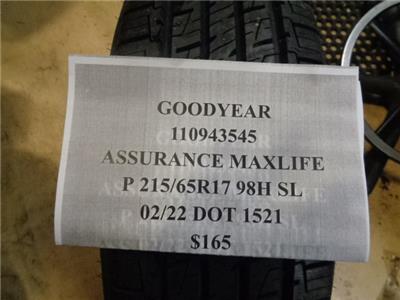 GOODYEAR
110943545
ASSURANCE MAXLIFE
P 215/65R17 98H SL
02/22 DOT 1521
$165